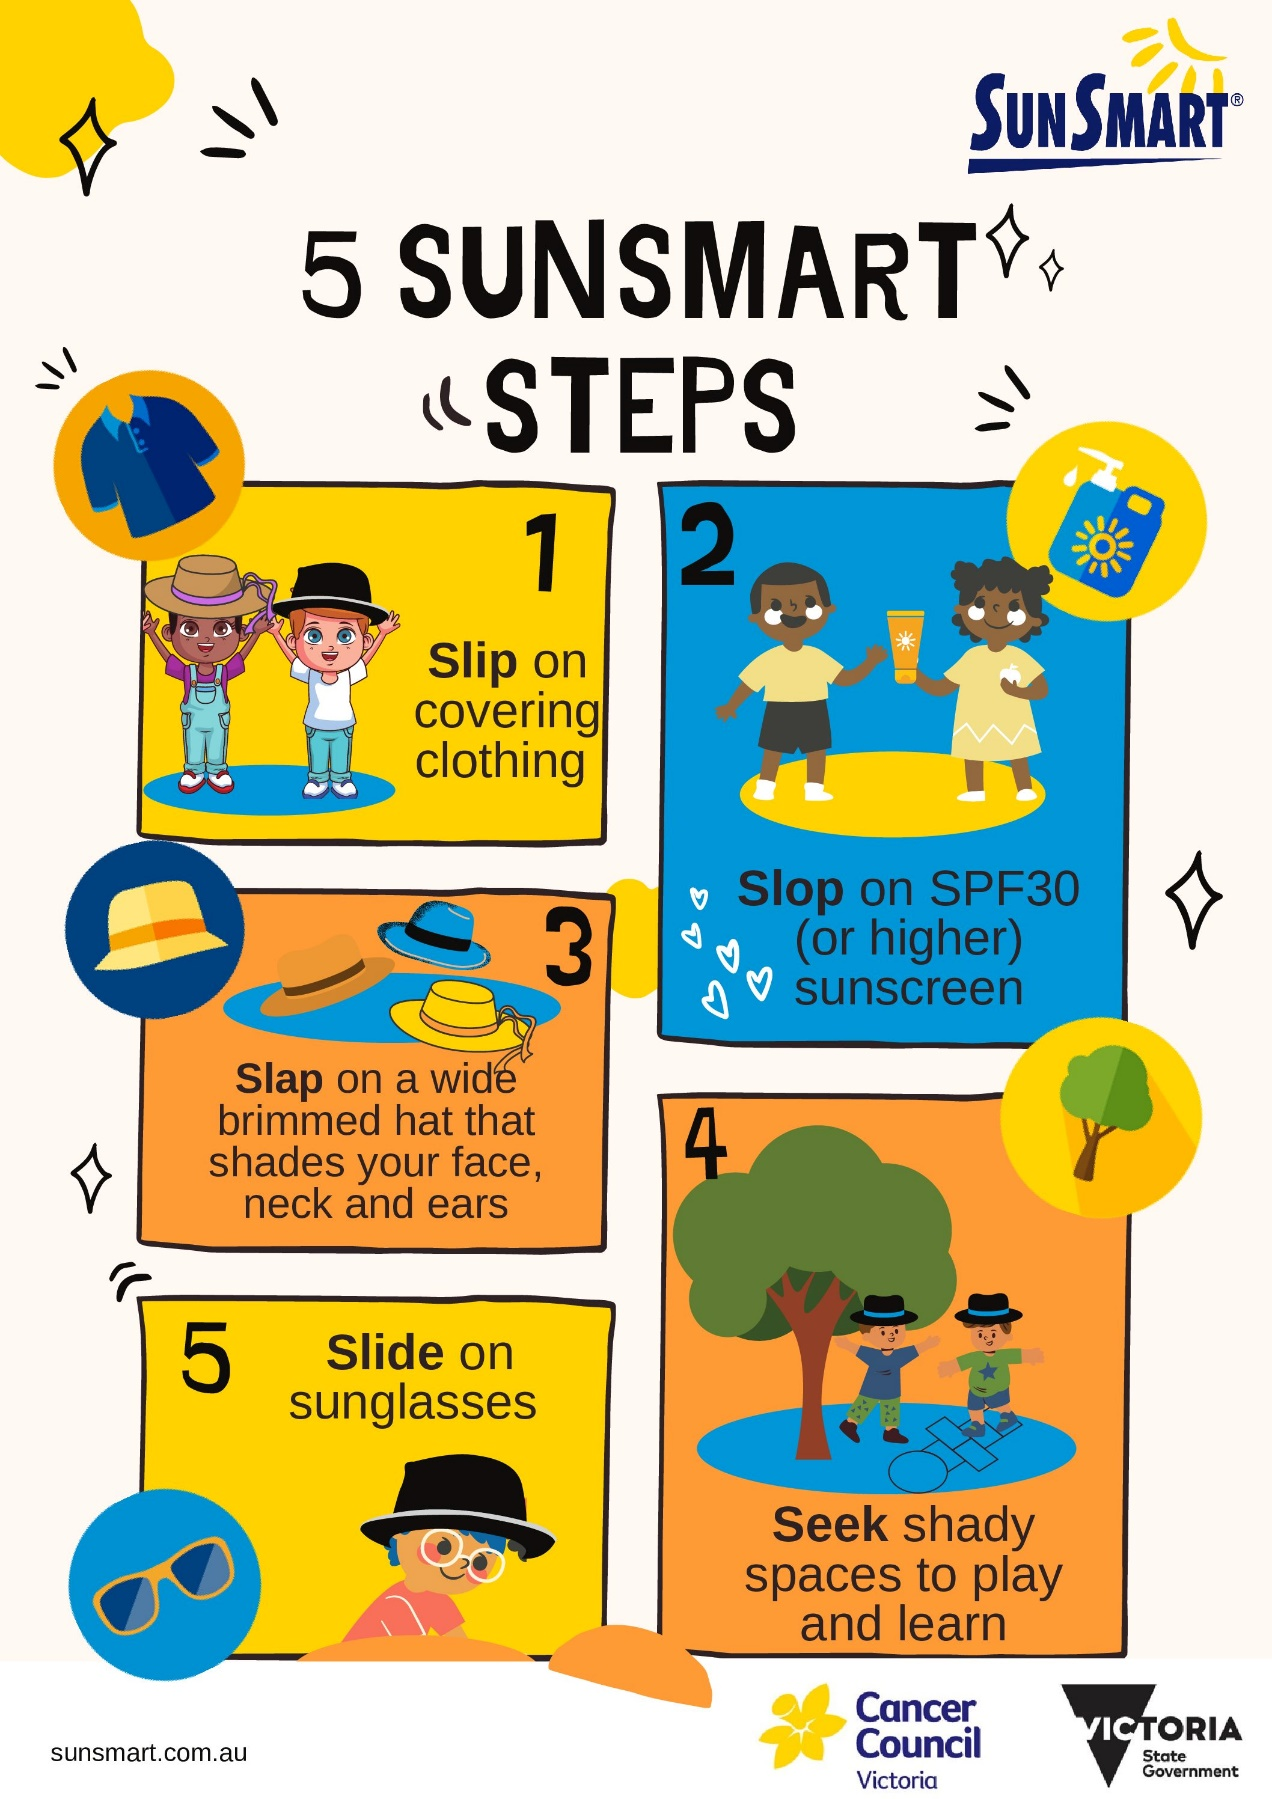 SUNSMART®
5 SUNSMART
STEPS
1
Slip on
covering
clothing
2
Slop on SPF30
(or higher)
sunscreen
3
Slap on a wide
brimmed hat that
shades your face,
neck and ears
4
Seek shady
spaces to play
and learn
5
Slide on
sunglasses
sunsmart.com.au
Cancer
Council
Victoria
VICTORIA
State
Government